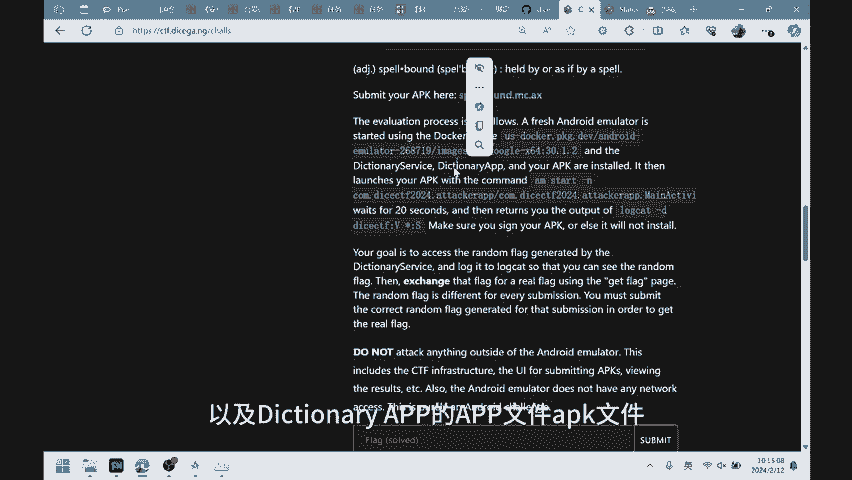 https://ctf.dicega.ng/challs
(adj.) spell•bound (spel'b
) : held by or as if by a spell.
Submit your APK here: sp
und.mc.ax
The evaluation process is
llows. A fresh Android emulator is
started using the Docker
us-docker.pkg.dev/android-
emulator-268719/images
google-x64:30.1.2 and the
DictionaryService, DictionaryApp, and your APK are installed. It then
launches your APK with the command am start -n
com.dicectf2024.attackerapp/com.dicectf2024.attackerapp.MainActivi
waits for 20 seconds, and then returns you the output of logcat -d
dicectf:V *:S. Make sure you sign your APK, or else it will not install.
Your goal is to access the random flag generated by the
DictionaryService, and log it to logcat so that you can see the random
flag. Then, exchange that flag for a real flag using the "get flag" page.
The random flag is different for every submission. You must submit
the correct random flag generated for that submission in order to get
the real flag.
DO NOT attack anything outside of the Android emulator. This
includes the CTF infrastructure, the UI for submitting APKs, viewing
the results, etc. Also, the Android emulator does not have any network
access. This is purely an Android challenge.
以及Dictionary APP的APP文件apk文件
Flag (solved)
SUBMIT
英
10:15:08
2024/2/12